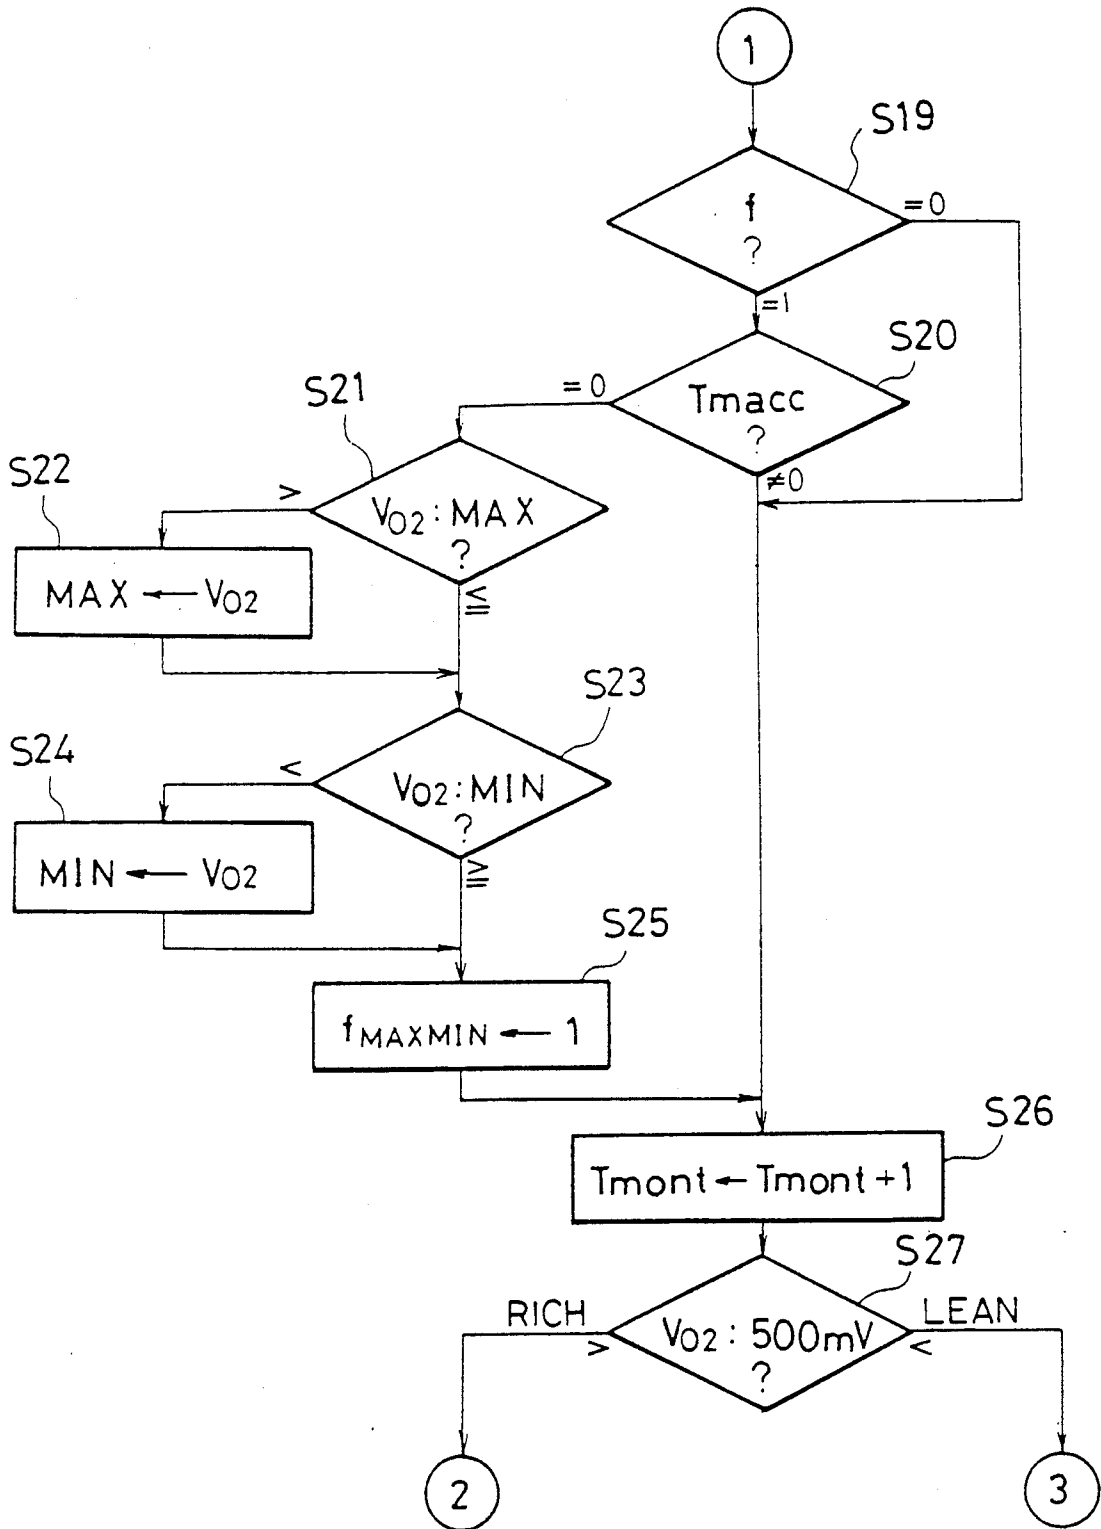 1
S19
f
?
=0
=1
S20
Tmacc
?
=0
≠0
S21
VO2:MAX
?
>
≦
S22
MAX ← VO2
S23
VO2:MIN
?
<
≧
S24
MIN ← VO2
S25
fMAXMIN ← 1
S26
Tmont ← Tmont+1
S27
VO2:500mV
?
RICH
>
LEAN
<
2
3